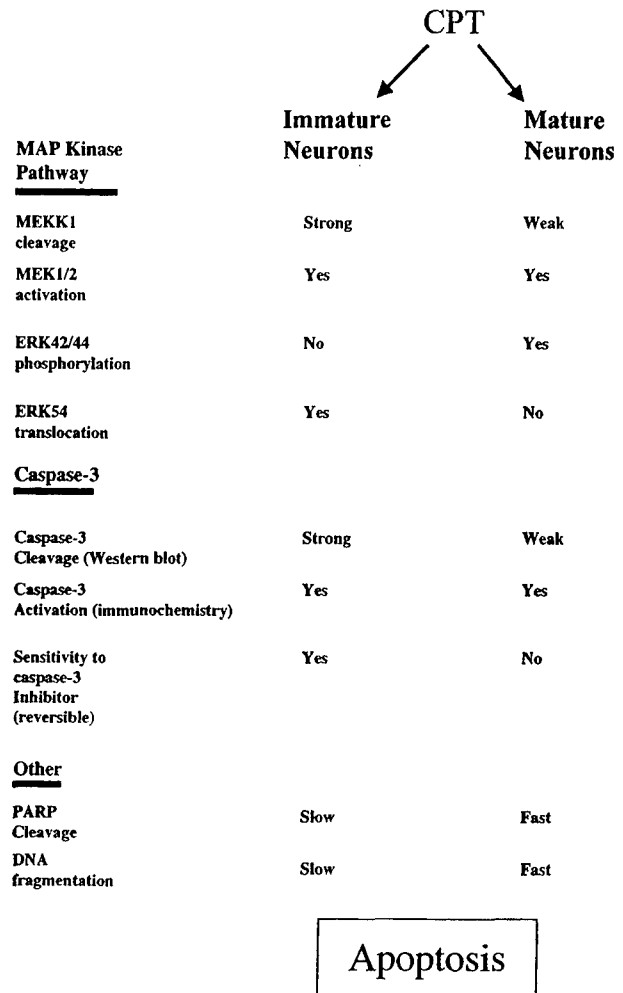 CPT
Immature Mature
MAP Kinase Neurons Neurons
Pathway
MEKK1 Strong Weak
cleavage
MEK1/2 Yes Yes
activation
ERK42/44 No Yes
phosphorylation
ERK54 Yes No
translocation
Caspase-3
Caspase-3 Strong Weak
Cleavage (Western blot)
Caspase-3 Yes Yes
Activation (immunochemistry)
Sensitivity to Yes No
caspase-3
Inhibitor
(reversible)
Other
PARP Slow Fast
Cleavage
DNA Slow Fast
fragmentation
Apoptosis